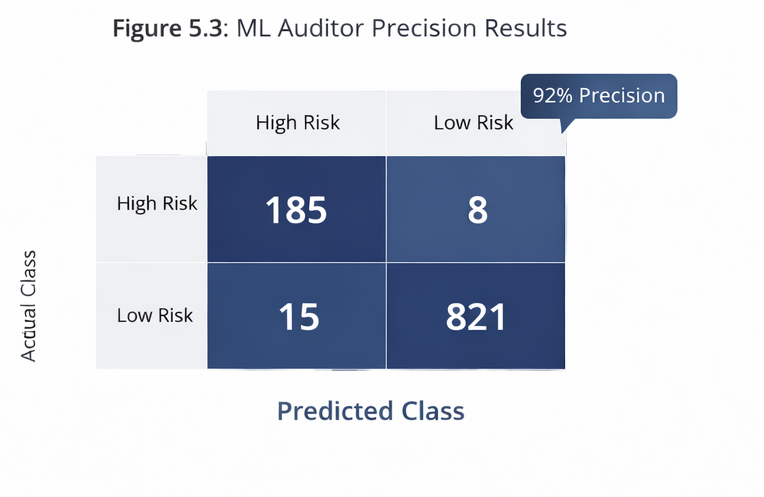 Figure 5.3: ML Auditor Precision Results
92% Precision
High Risk Low Risk
High Risk 185 8
Low Risk 15 821
Acdual Class
Predicted Class